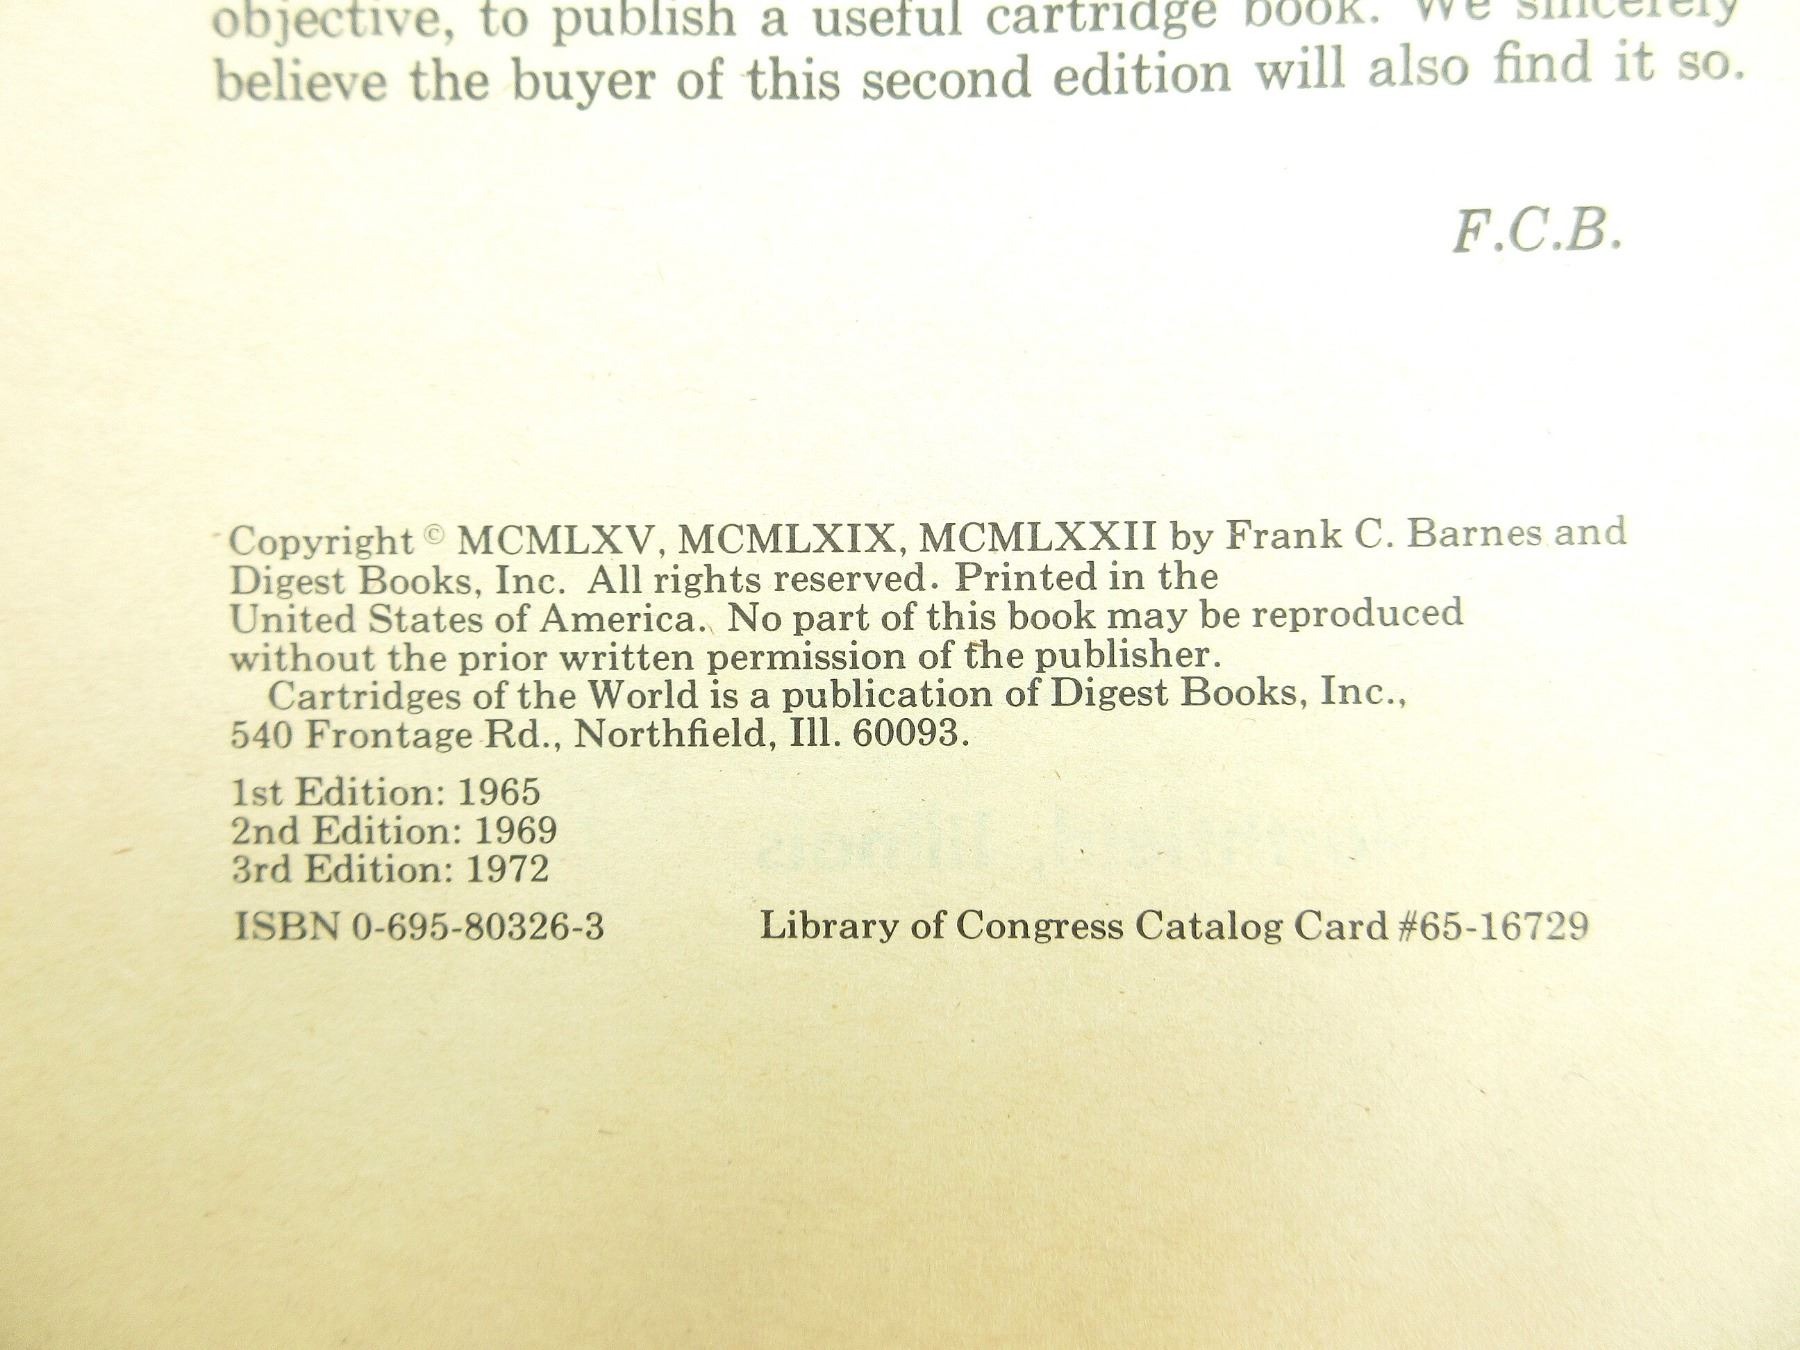 objective, to publish a useful cartridge book. We sincerely
believe the buyer of this second edition will also find it so.
F.C.B.
Copyright © MCMLXV, MCMLXIX, MCMLXXII by Frank C. Barnes and
Digest Books, Inc. All rights reserved. Printed in the
United States of America. No part of this book may be reproduced
without the prior written permission of the publisher.
Cartridges of the World is a publication of Digest Books, Inc.,
540 Frontage Rd., Northfield, Ill. 60093.
1st Edition: 1965
2nd Edition: 1969
3rd Edition: 1972
ISBN 0-695-80326-3 Library of Congress Catalog Card #65-16729